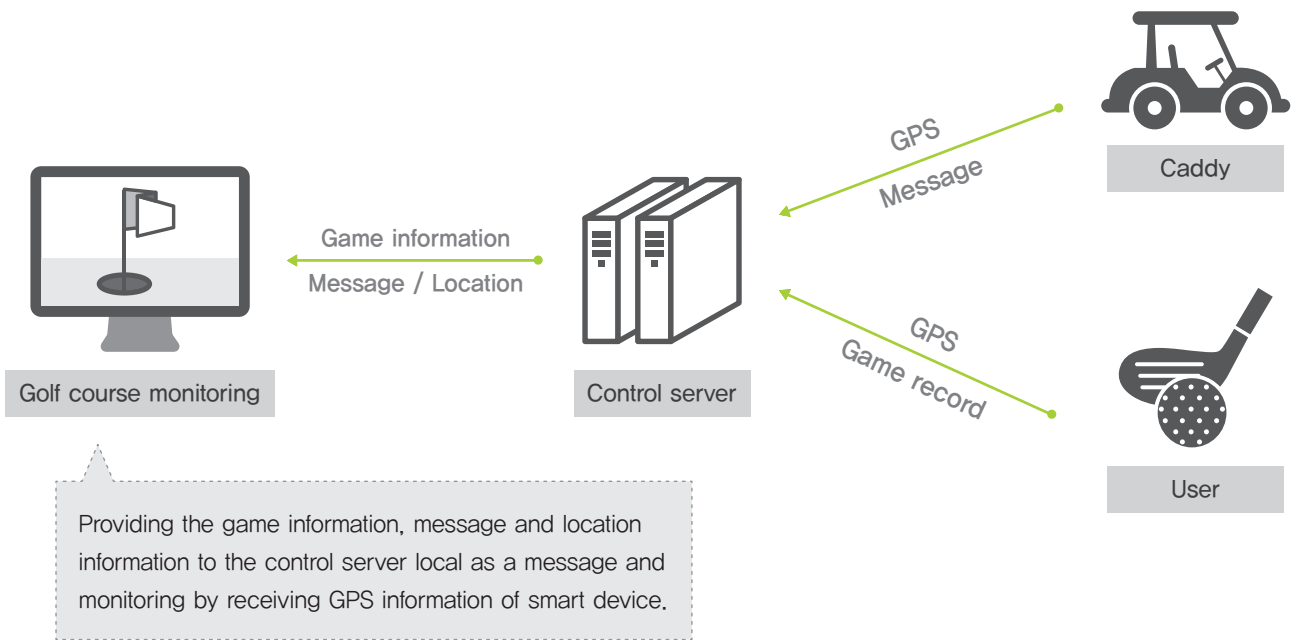 GPS
Message
Caddy
Game information
Message / Location
GPS
Game record
Golf course monitoring
Control server
User
Providing the game information, message and location
information to the control server local as a message and
monitoring by receiving GPS information of smart device.